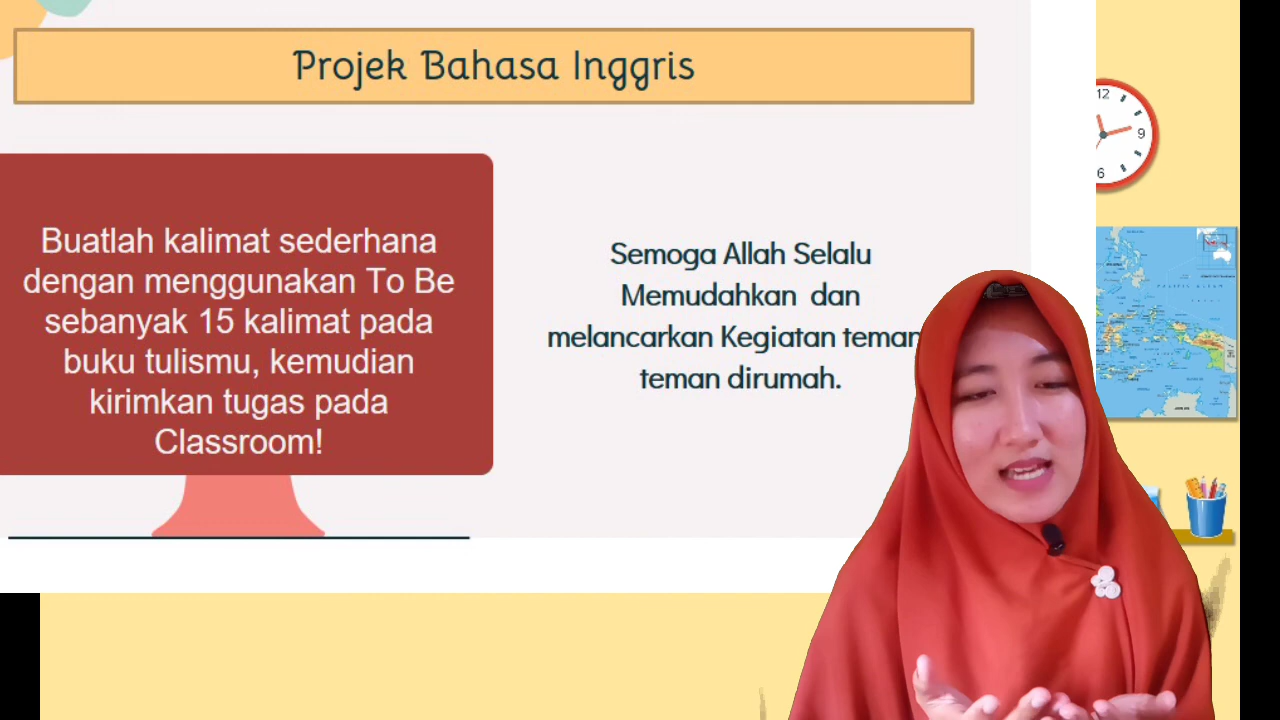 Projek Bahasa Inggris
Buatlah kalimat sederhana
dengan menggunakan To Be
sebanyak 15 kalimat pada
buku tulismu, kemudian
kirimkan tugas pada
Classroom!
Semoga Allah Selalu
Memudahkan dan
melancarkan Kegiatan teman
teman dirumah.
12
9
6